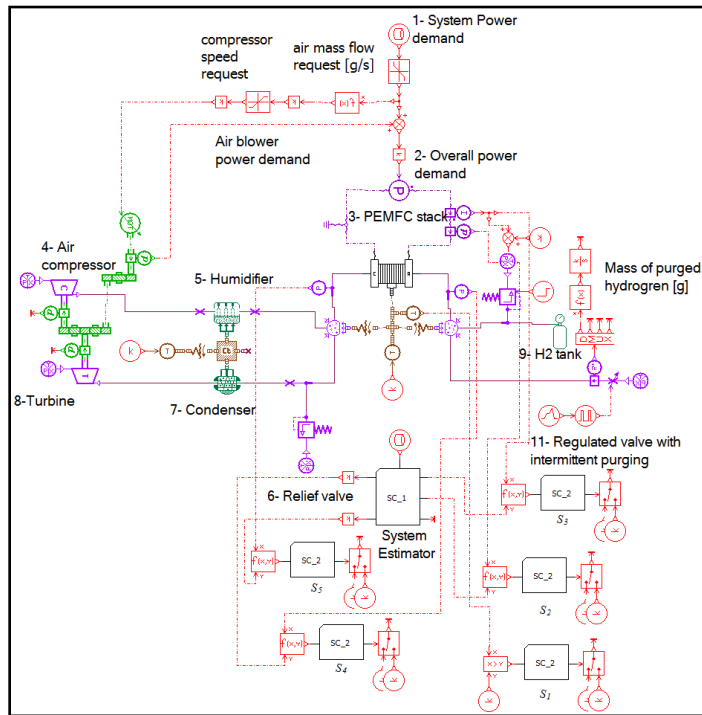 1- System Power
demand
compressor
speed
request
air mass flow
request [g/s]
f(x)
x
k
k
Air blower
power demand
k
2- Overall power
demand
P
3- PEMFC stack
4- Air
compressor
5- Humidifier
Mass of purged
hydrogren [g]
f(x)
k
T
Cb
T
T
k
9- H2 tank
8-Turbine
7- Condenser
11- Regulated valve with
intermittent purging
6- Relief valve
SC_1
System
Estimator
f(x,y)
X
Y
SC_2
S3
k
f(x,y)
X
Y
SC_2
S5
k
f(x,y)
X
Y
SC_2
S2
k
f(x,y)
X
Y
SC_2
S4
k
X
x > y
Y
SC_2
S1
k
k